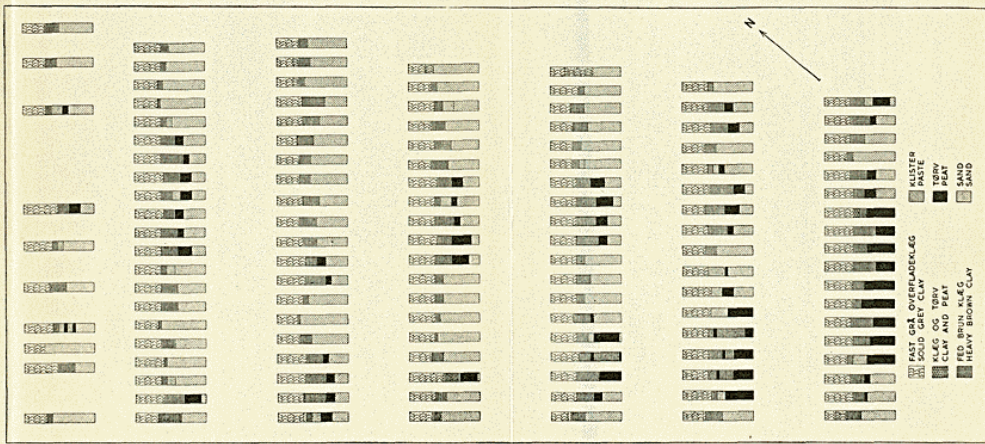 N
FAST GRÅ OVERFLADEKLÆG
SOLID GREY CLAY
KLÆG OG TØRV
CLAY AND PEAT
FED BRUN KLÆG
HEAVY BROWN CLAY
KLISTER
PASTE
TØRV
PEAT
SAND
SAND